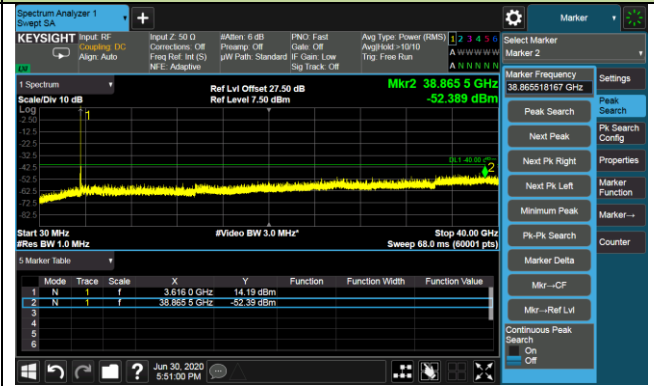 Spectrum Analyzer 1
Swept SA
Marker
KEYSIGHT
Input: RF
Coupling: DC
Align: Auto
Input Z: 50 Ω
Corrections: Off
Freq Ref: Int (S)
NFE: Adaptive
#Atten: 6 dB
Preamp: Off
µW Path: Standard
PNO: Fast
Gate: Off
IF Gain: Low
Sig Track: Off
Avg Type: Power (RMS)
Avg|Hold:>10/10
Trig: Free Run
1 2 3 4 5 6
A W W W W W
A N N N N N
Select Marker
Marker 2
Marker Frequency
38.865518167 GHz
Settings
1 Spectrum
Scale/Div 10 dB
Ref Lvl Offset 27.50 dB
Ref Level 7.50 dBm
Mkr2 38.865 5 GHz
-52.389 dBm
Log
-2.50
-12.5
-22.5
-32.5
-42.5
-52.5
-62.5
-72.5
-82.5
1
DL1 -40.00 dBm
2
Start 30 MHz
#Res BW 1.0 MHz
#Video BW 3.0 MHz*
Stop 40.00 GHz
Sweep 68.0 ms (60001 pts)
Peak Search
Next Peak
Next Pk Right
Next Pk Left
Minimum Peak
Pk-Pk Search
Marker Delta
Mkr→CF
Mkr→Ref Lvl
Continuous Peak
Search
On
Off
Peak
Search
Pk Search
Config
Properties
Marker
Function
Marker→
Counter
5 Marker Table
Mode Trace Scale X Y Function Function Width Function Value
1 N 1 f 3.616 0 GHz 14.19 dBm
2 N 1 f 38.865 5 GHz -52.39 dBm
3
4
5
6
Jun 30, 2020
5:51:00 PM